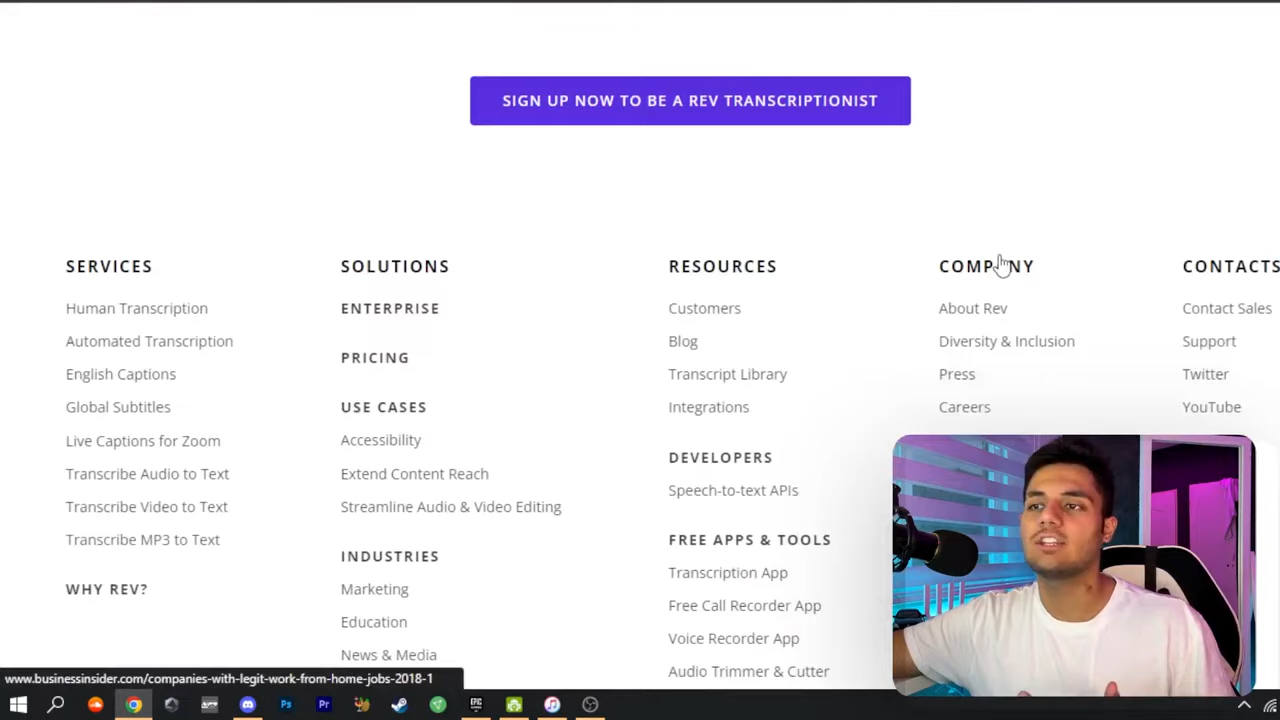 SIGN UP NOW TO BE A REV TRANSCRIPTIONIST
SERVICES
Human Transcription
Automated Transcription
English Captions
Global Subtitles
Live Captions for Zoom
Transcribe Audio to Text
Transcribe Video to Text
Transcribe MP3 to Text
WHY REV?
SOLUTIONS
ENTERPRISE
PRICING
USE CASES
Accessibility
Extend Content Reach
Streamline Audio & Video Editing
INDUSTRIES
Marketing
Education
News & Media
RESOURCES
Customers
Blog
Transcript Library
Integrations
DEVELOPERS
Speech-to-text APIs
FREE APPS & TOOLS
Transcription App
Free Call Recorder App
Voice Recorder App
Audio Trimmer & Cutter
COMPANY
About Rev
Diversity & Inclusion
Press
Careers
CONTACTS
Contact Sales
Support
Twitter
YouTube
www.businessinsider.com/companies-with-legit-work-from-home-jobs-2018-1
Ps
Pr
EPIC